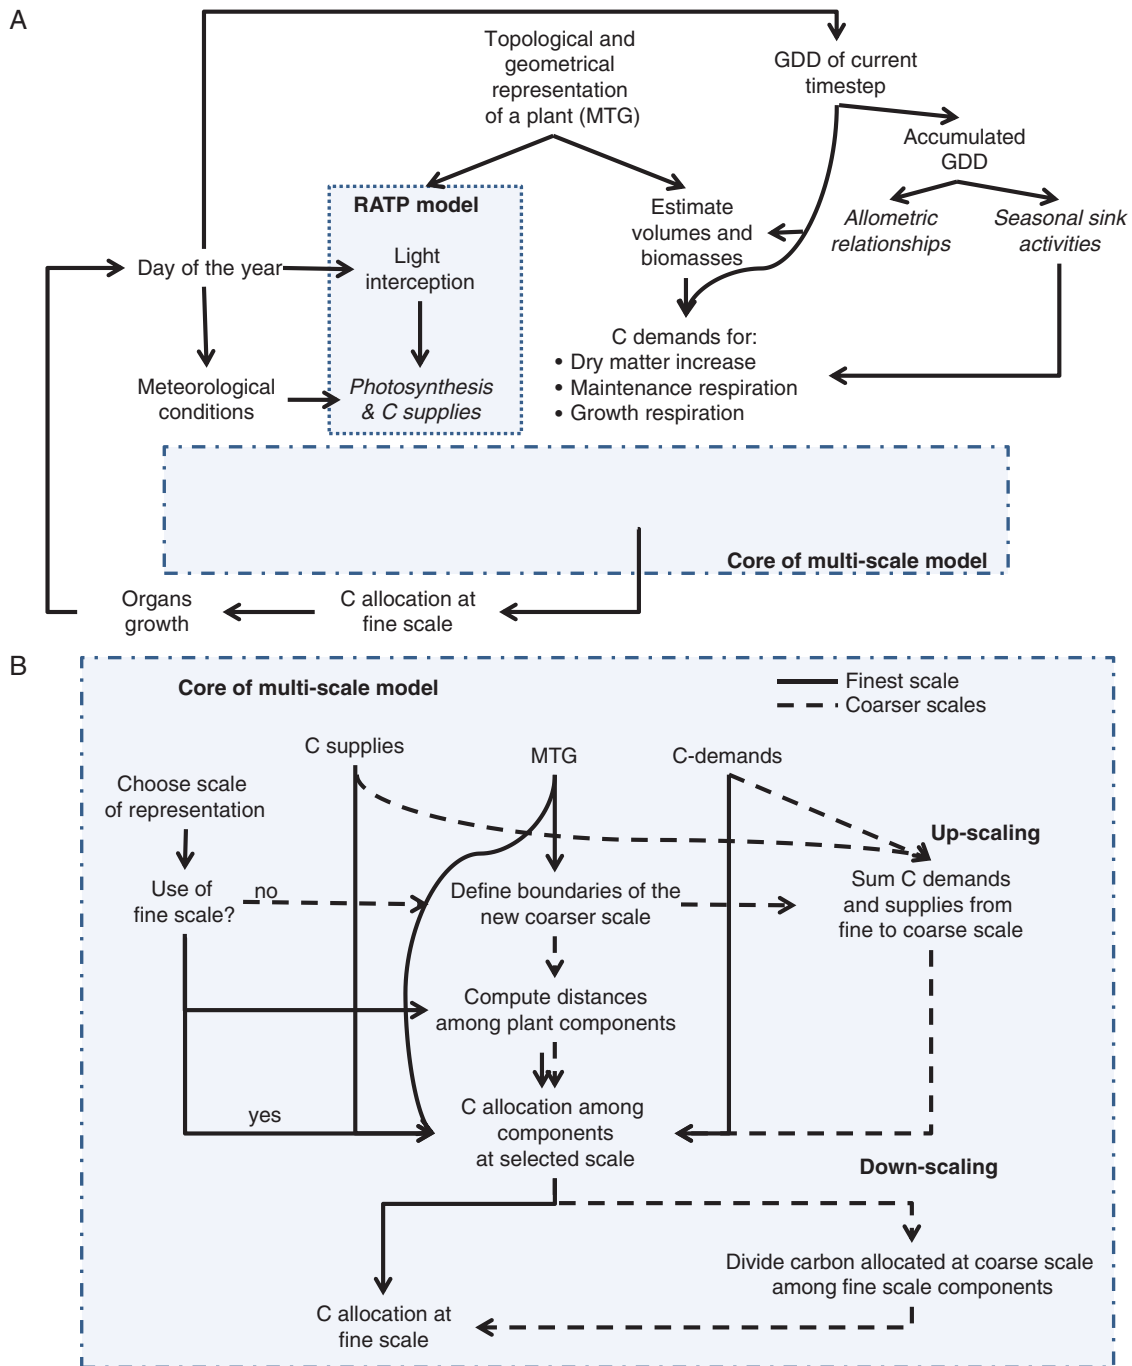 A
Topological and
geometrical
representation
of a plant (MTG)
GDD of current
timestep
Accumulated
GDD
RATP model
Estimate
volumes and
biomasses
Allometric
relationships
Seasonal sink
activities
Day of the year
Light
interception
C demands for:
• Dry matter increase
• Maintenance respiration
• Growth respiration
Meteorological
conditions
Photosynthesis
& C supplies
Core of multi-scale model
Organs
growth
C allocation at
fine scale
B
Core of multi-scale model
Finest scale
Coarser scales
C supplies
MTG
C-demands
Choose scale
of representation
Up-scaling
Use of
fine scale?
no
Define boundaries of the
new coarser scale
Sum C demands
and supplies from
fine to coarse scale
Compute distances
among plant components
yes
C allocation among
components
at selected scale
Down-scaling
Divide carbon allocated at coarse scale
among fine scale components
C allocation at
fine scale